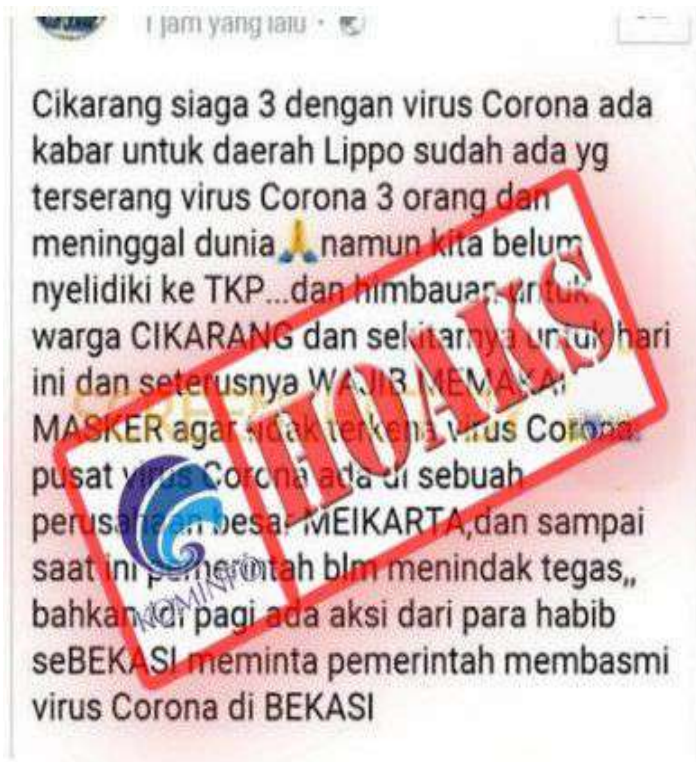 1 jam yang lalu
Cikarang siaga 3 dengan virus Corona ada
kabar untuk daerah Lippo sudah ada yg
terserang virus Corona 3 orang dan
meninggal dunia🙏namun kita belum
nyelidiki ke TKP...dan himbauan untuk
warga CIKARANG dan sekitarnya untuk hari
ini dan seterusnya WAJIB MEMAKAI
MASKER agar tidak terkena virus Corona.
pusat virus Corona ada di sebuah
perusahaan besar MEIKARTA,dan sampai
saat ini pemerintah blm menindak tegas,,
bahkan tdi pagi ada aksi dari para habib
seBEKASI meminta pemerintah membasmi
virus Corona di BEKASI
HOAKS
KOMINFO